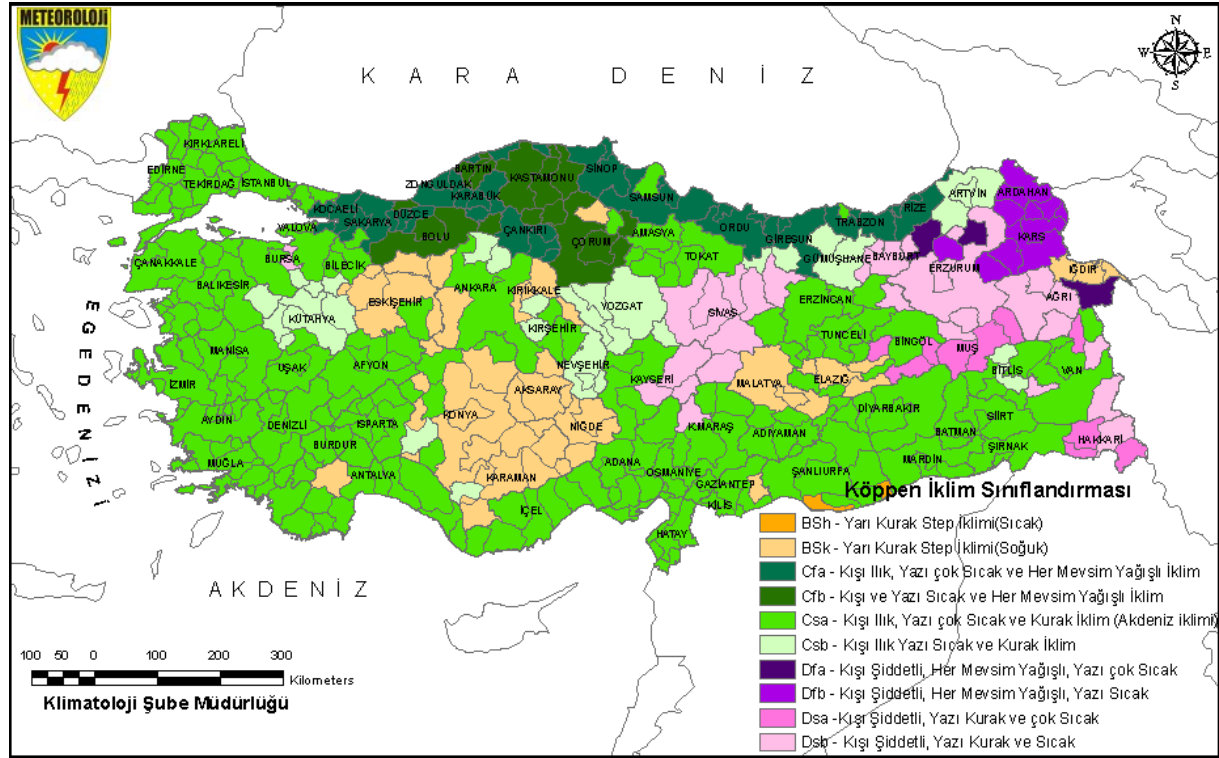 METEOROLOJİ
KARA DENİZ
N
W E
S
KIRKLARELİ
EDİRNE
TEKİRDAĞ
İSTANBUL
KOCAELİ
YALOVA
SAKARYA
DÜZCE
ZONGULDAK
BARTIN
KARABÜK
KASTAMONU
SİNOP
SAMSUN
BOLU
ÇANKIRI
ÇORUM
AMASYA
ORDU
GİRESUN
TRABZON
RİZE
ARTVİN
ARDAHAN
KARS
ÇANAKKALE
BALIKESİR
BURSA
BİLECİK
ESKİŞEHİR
ANKARA
KIRIKKALE
YOZGAT
TOKAT
SİVAS
GÜMÜŞHANE
BAYBURT
ERZURUM
IĞDIR
AĞRI
ERZİNCAN
TUNCELİ
BİNGÖL
MUŞ
KÜTAHYA
KIRŞEHİR
NEVŞEHİR
KAYSERİ
MANİSA
UŞAK
AFYON
AKSARAY
MALATYA
ELAZIĞ
BİTLİS
VAN
İZMİR
AYDIN
DENİZLİ
ISPARTA
KONYA
NİĞDE
K.MARAŞ
ADIYAMAN
DİYARBAKIR
BATMAN
SİİRT
ŞIRNAK
HAKKARİ
BURDUR
MUĞLA
ANTALYA
KARAMAN
ADANA
OSMANİYE
GAZİANTEP
ŞANLIURFA
MARDİN
İÇEL
KİLİS
HATAY
EGE DENİZİ
AKDENİZ
Köppen İklim Sınıflandırması
BSh - Yarı Kurak Step İklimi(Sıcak)
BSk - Yarı Kurak Step İklimi(Soğuk)
Cfa - Kışı Ilık, Yazı çok Sıcak ve Her Mevsim Yağışlı İklim
Cfb - Kışı ve Yazı Sıcak ve Her Mevsim Yağışlı İklim
Csa - Kışı Ilık, Yazı çok Sıcak ve Kurak İklim (Akdeniz iklimi)
Csb - Kışı Ilık Yazı Sıcak ve Kurak İklim
Dfa - Kışı Şiddetli, Her Mevsim Yağışlı, Yazı çok Sıcak
Dfb - Kışı Şiddetli, Her Mevsim Yağışlı, Yazı Sıcak
Dsa - Kışı Şiddetli, Yazı Kurak ve çok Sıcak
Dsb - Kışı Şiddetli, Yazı Kurak ve Sıcak
100 50 0 100 200 300
Kilometers
Klimatoloji Şube Müdürlüğü